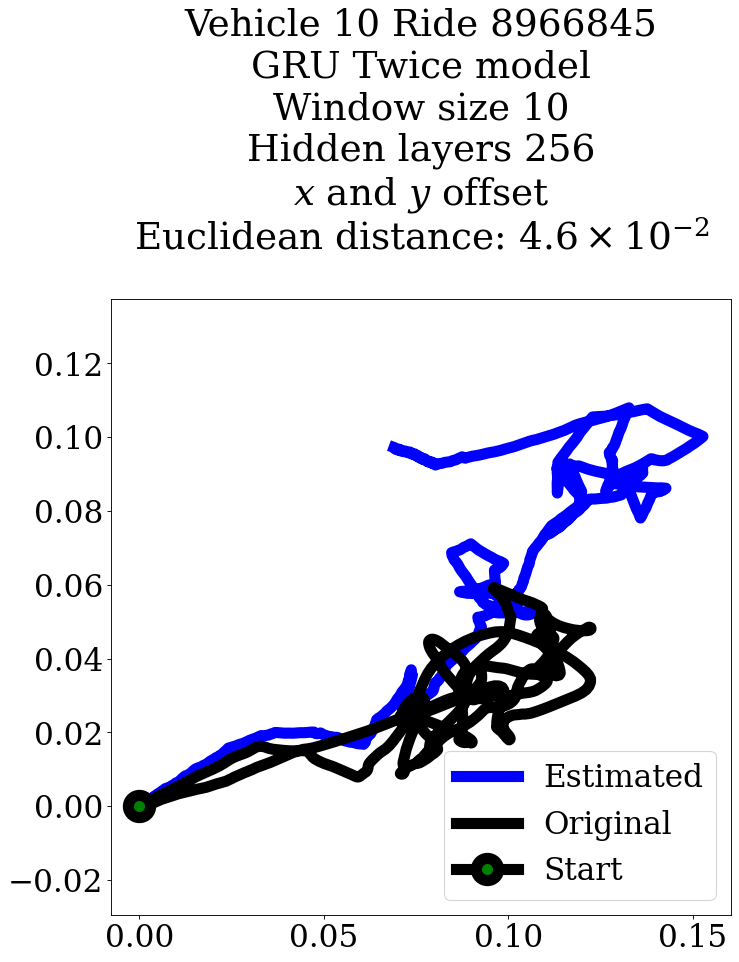 Vehicle 10 Ride 8966845
GRU Twice model
Window size 10
Hidden layers 256
x and y offset
Euclidean distance: 4.6 × 10⁻²
0.12
0.10
0.08
0.06
0.04
0.02
0.00
−0.02
Estimated
Original
Start
0.00 0.05 0.10 0.15